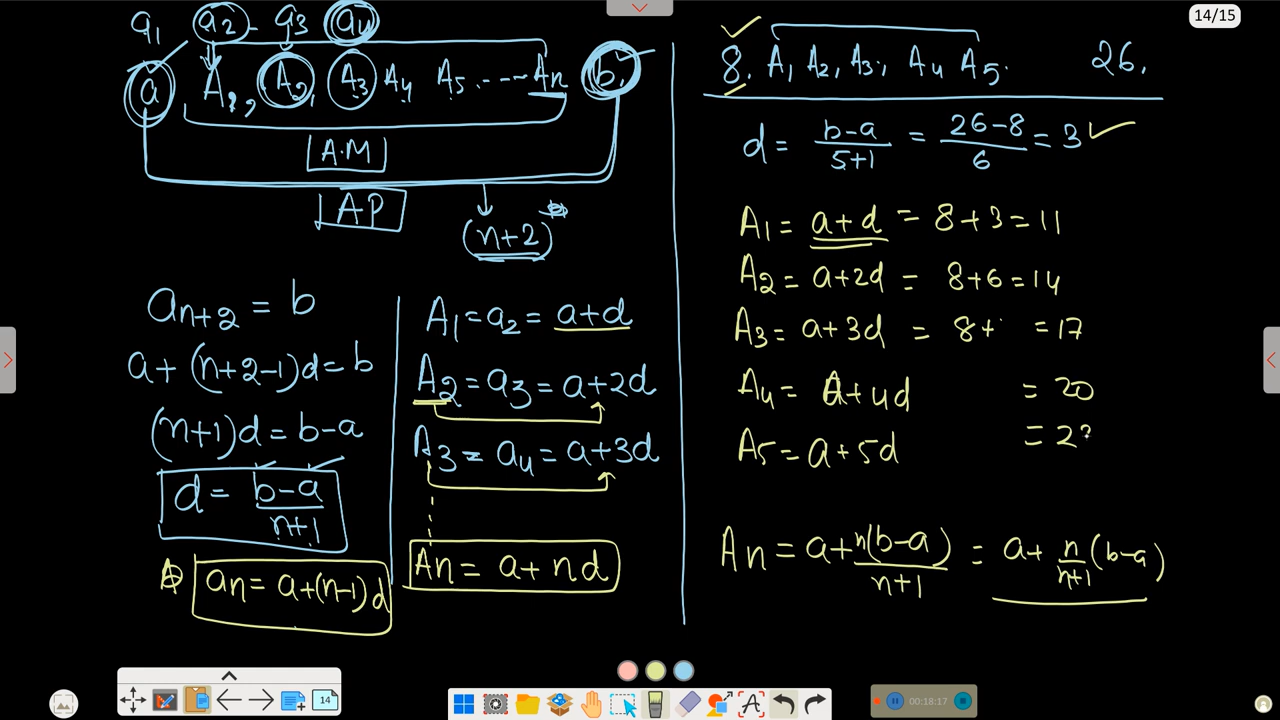 14/15
a1 a2 - a3 a4
a A1, A2, A3 A4 A5 - - - - An b
A.M
AP
(n+2)
an+2 = b
a + (n+2-1)d = b
(n+1)d = b-a
d = b-a/n+1
an = a+(n-1)d
A1 = a2 = a+d
A2 = a3 = a+2d
A3 = a4 = a+3d
An = a + nd
8. A1 A2, A3, A4 A5. 26.
d = b-a/5+1 = 26-8/6 = 3
A1 = a+d = 8+3 = 11
A2 = a+2d = 8+6 = 14
A3 = a+3d = 8+ = 17
A4 = a+4d = 20
A5 = a+5d = 2
An = a + n(b-a)/n+1 = a + n/n+1 (b-a)
14
00:18:17